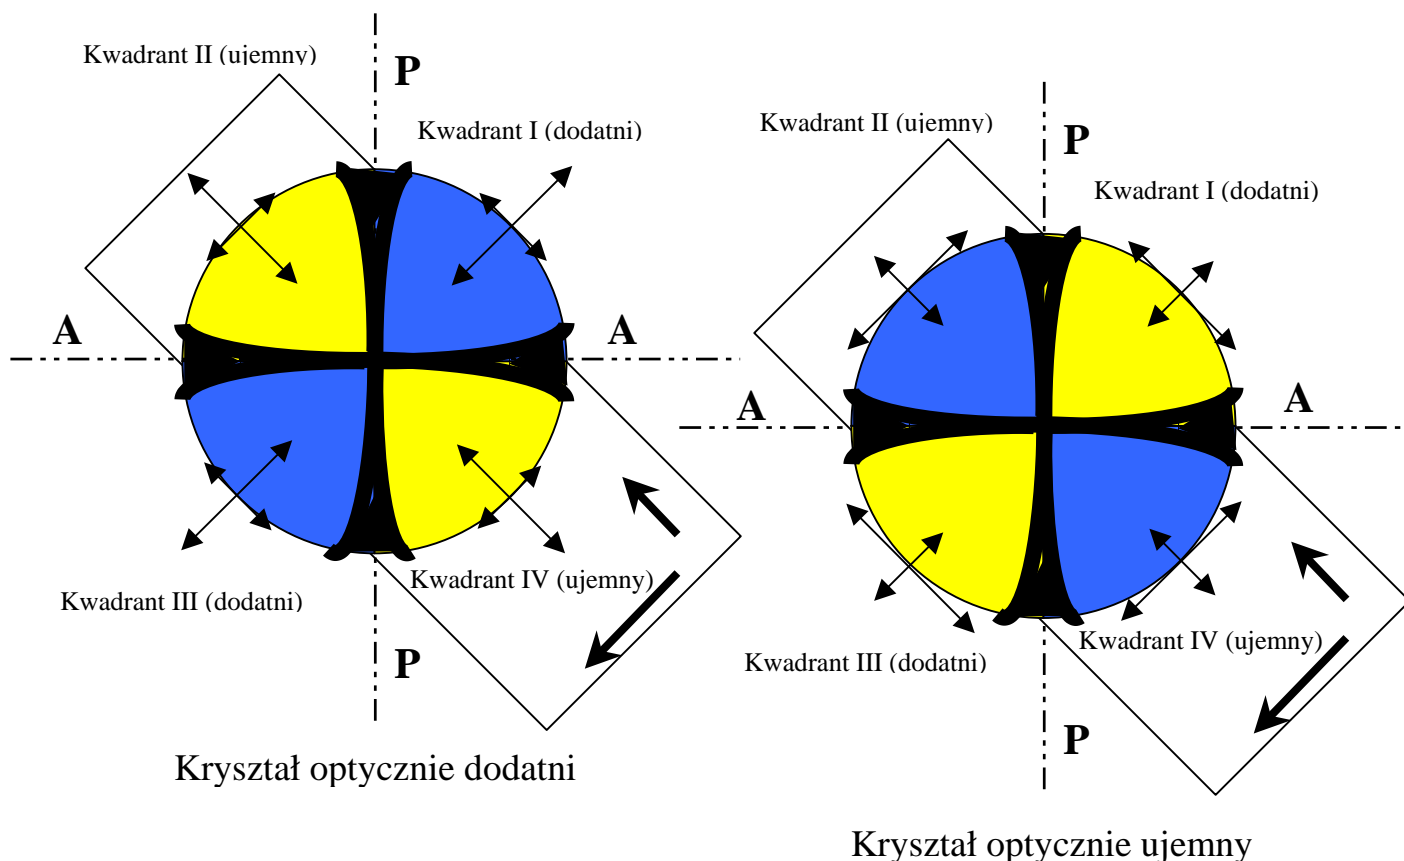 Kwadrant II (ujemny)
P
Kwadrant I (dodatni)
A
A
Kwadrant III (dodatni)
Kwadrant IV (ujemny)
P
Kryształ optycznie dodatni
Kwadrant II (ujemny)
P
Kwadrant I (dodatni)
A
A
Kwadrant III (dodatni)
Kwadrant IV (ujemny)
P
Kryształ optycznie ujemny